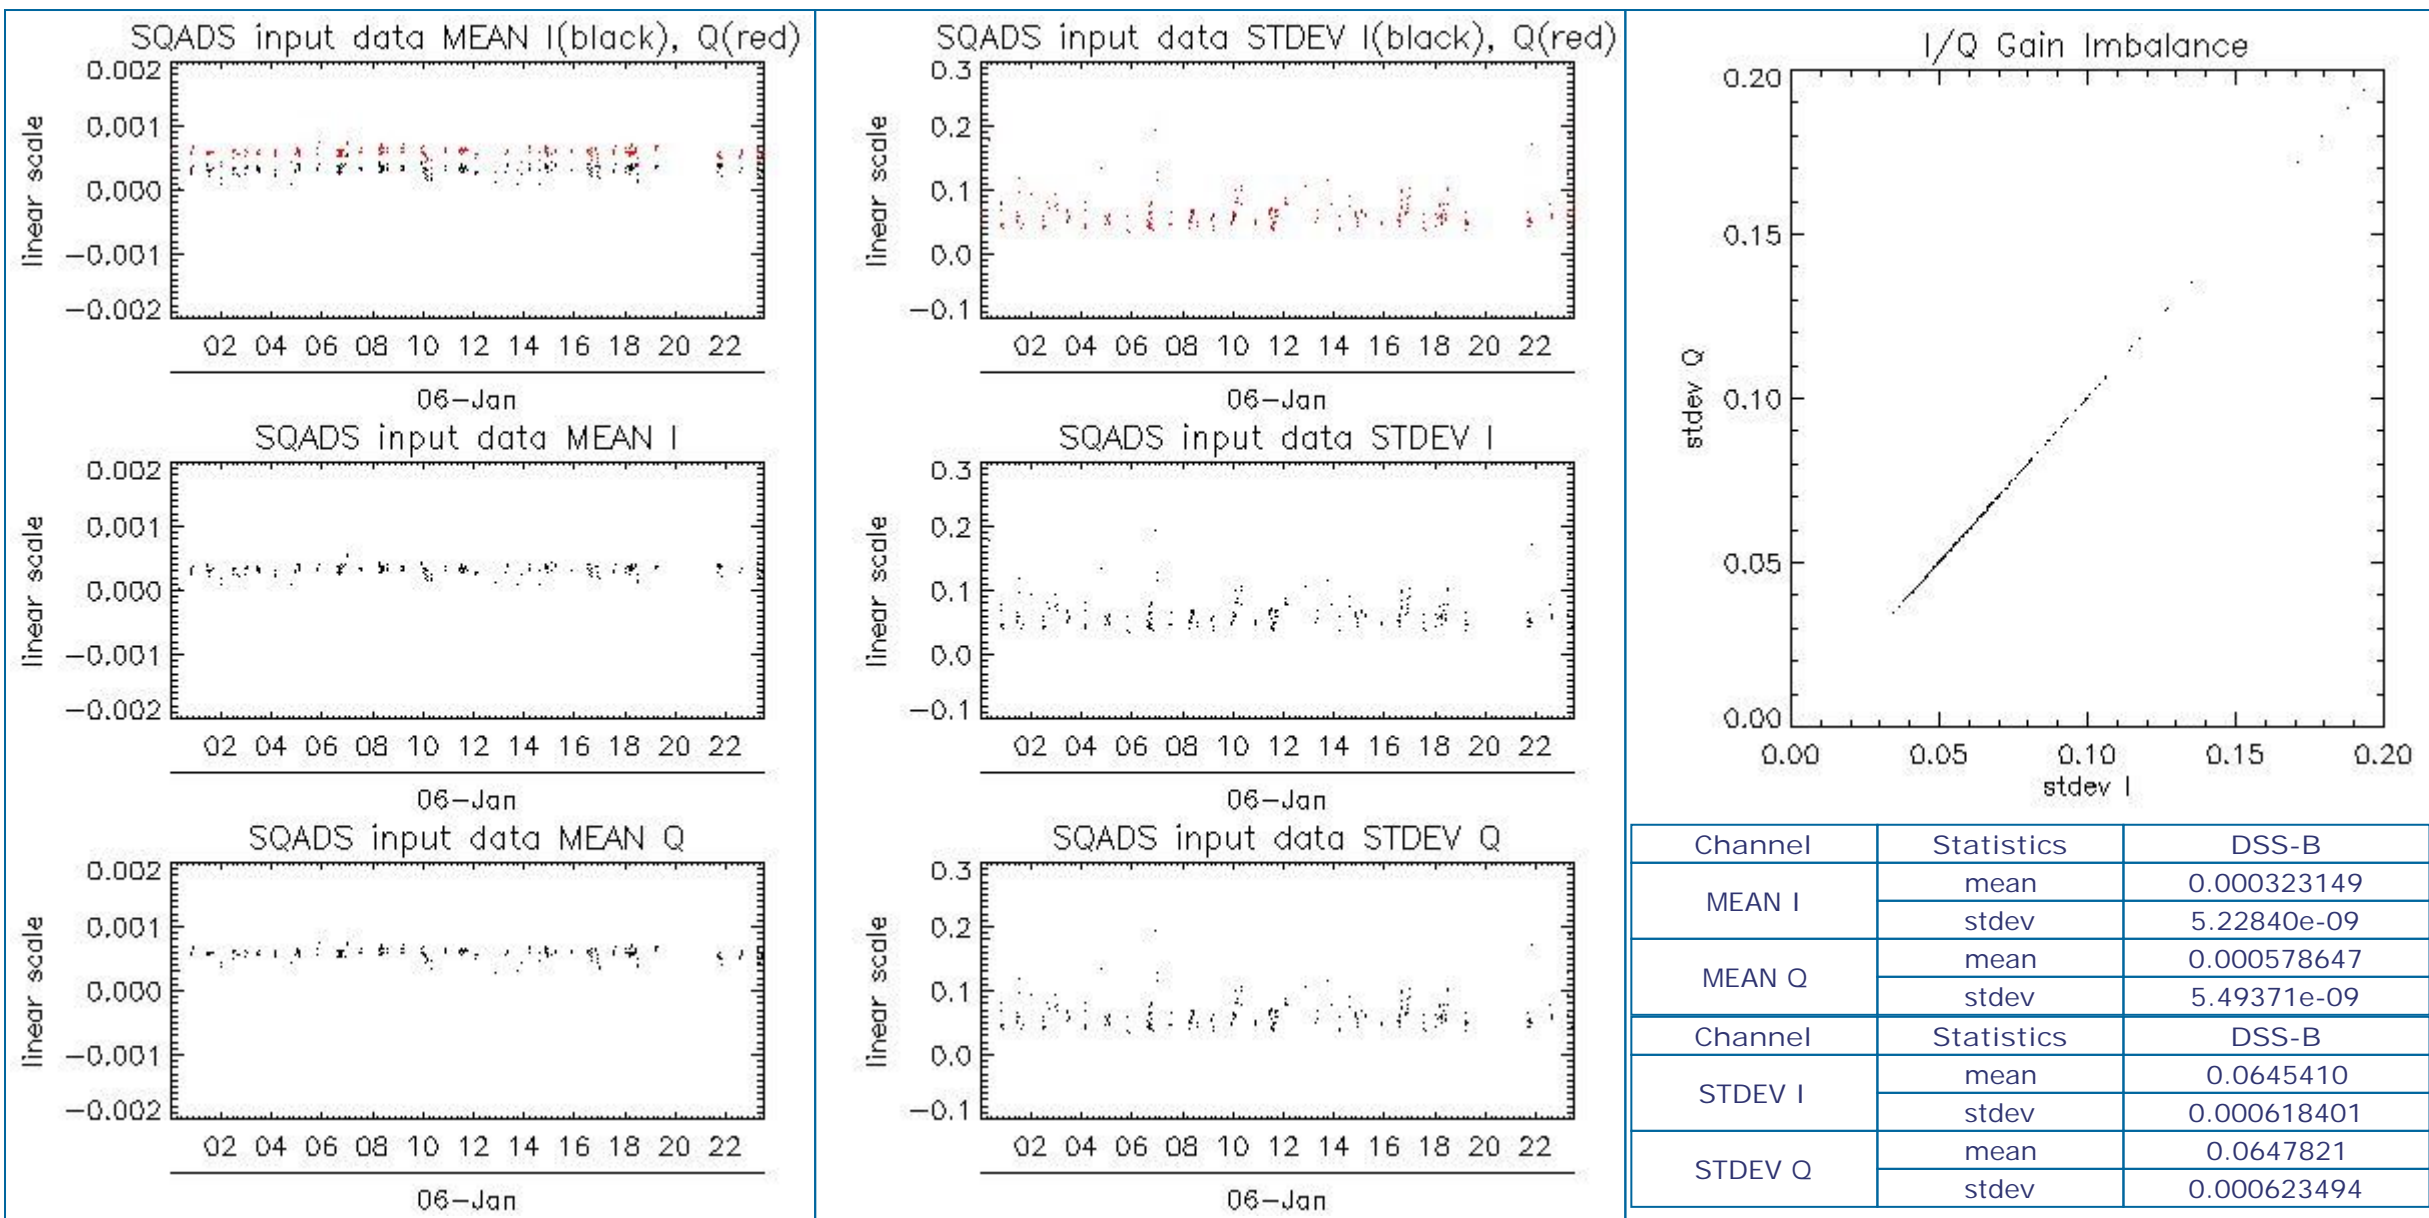 SQADS input data MEAN I(black), Q(red)
0.002
0.001
0.000
-0.001
-0.002
linear scale
02 04 06 08 10 12 14 16 18 20 22
06-Jan
SQADS input data MEAN I
0.002
0.001
0.000
-0.001
-0.002
linear scale
02 04 06 08 10 12 14 16 18 20 22
06-Jan
SQADS input data MEAN Q
0.002
0.001
0.000
-0.001
-0.002
linear scale
02 04 06 08 10 12 14 16 18 20 22
06-Jan
SQADS input data STDEV I(black), Q(red)
0.3
0.2
0.1
0.0
-0.1
linear scale
02 04 06 08 10 12 14 16 18 20 22
06-Jan
SQADS input data STDEV I
0.3
0.2
0.1
0.0
-0.1
linear scale
02 04 06 08 10 12 14 16 18 20 22
06-Jan
SQADS input data STDEV Q
0.3
0.2
0.1
0.0
-0.1
linear scale
02 04 06 08 10 12 14 16 18 20 22
06-Jan
I/Q Gain Imbalance
0.20
0.15
0.10
0.05
0.00
stdev Q
0.00 0.05 0.10 0.15 0.20
stdev I
Channel Statistics DSS-B
MEAN I mean 0.000323149
stdev 5.22840e-09
MEAN Q mean 0.000578647
stdev 5.49371e-09
Channel Statistics DSS-B
STDEV I mean 0.0645410
stdev 0.000618401
STDEV Q mean 0.0647821
stdev 0.000623494